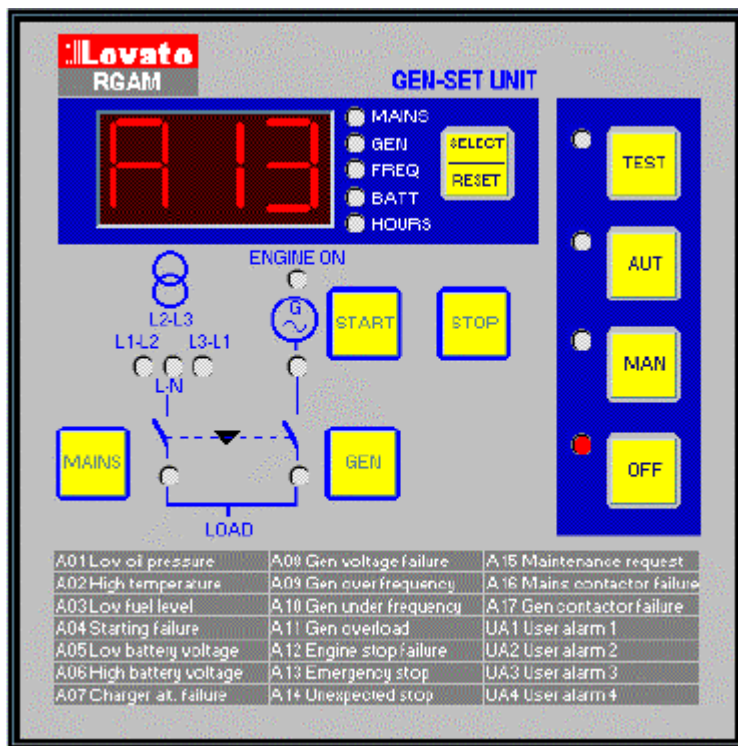 Lovato
RGAM
GEN-SET UNIT
A13
MAINS
GEN
FREQ
BATT
HOURS
SELECT
RESET
TEST
AUT
MAN
OFF
ENGINE ON
L2-L3
L1-L2 L3-L1
L-N
G
START
STOP
MAINS
GEN
LOAD
A01 Low oil pressure
A02 High temperature
A03 Low fuel level
A04 Starting failure
A05 Low battery voltage
A06 High battery voltage
A07 Charger alt. failure
A08 Gen voltage failure
A09 Gen over frequency
A10 Gen under frequency
A11 Gen overload
A12 Engine stop failure
A13 Emergency stop
A14 Unexpected stop
A15 Maintenance request
A16 Mains contactor failure
A17 Gen contactor failure
UA1 User alarm 1
UA2 User alarm 2
UA3 User alarm 3
UA4 User alarm 4